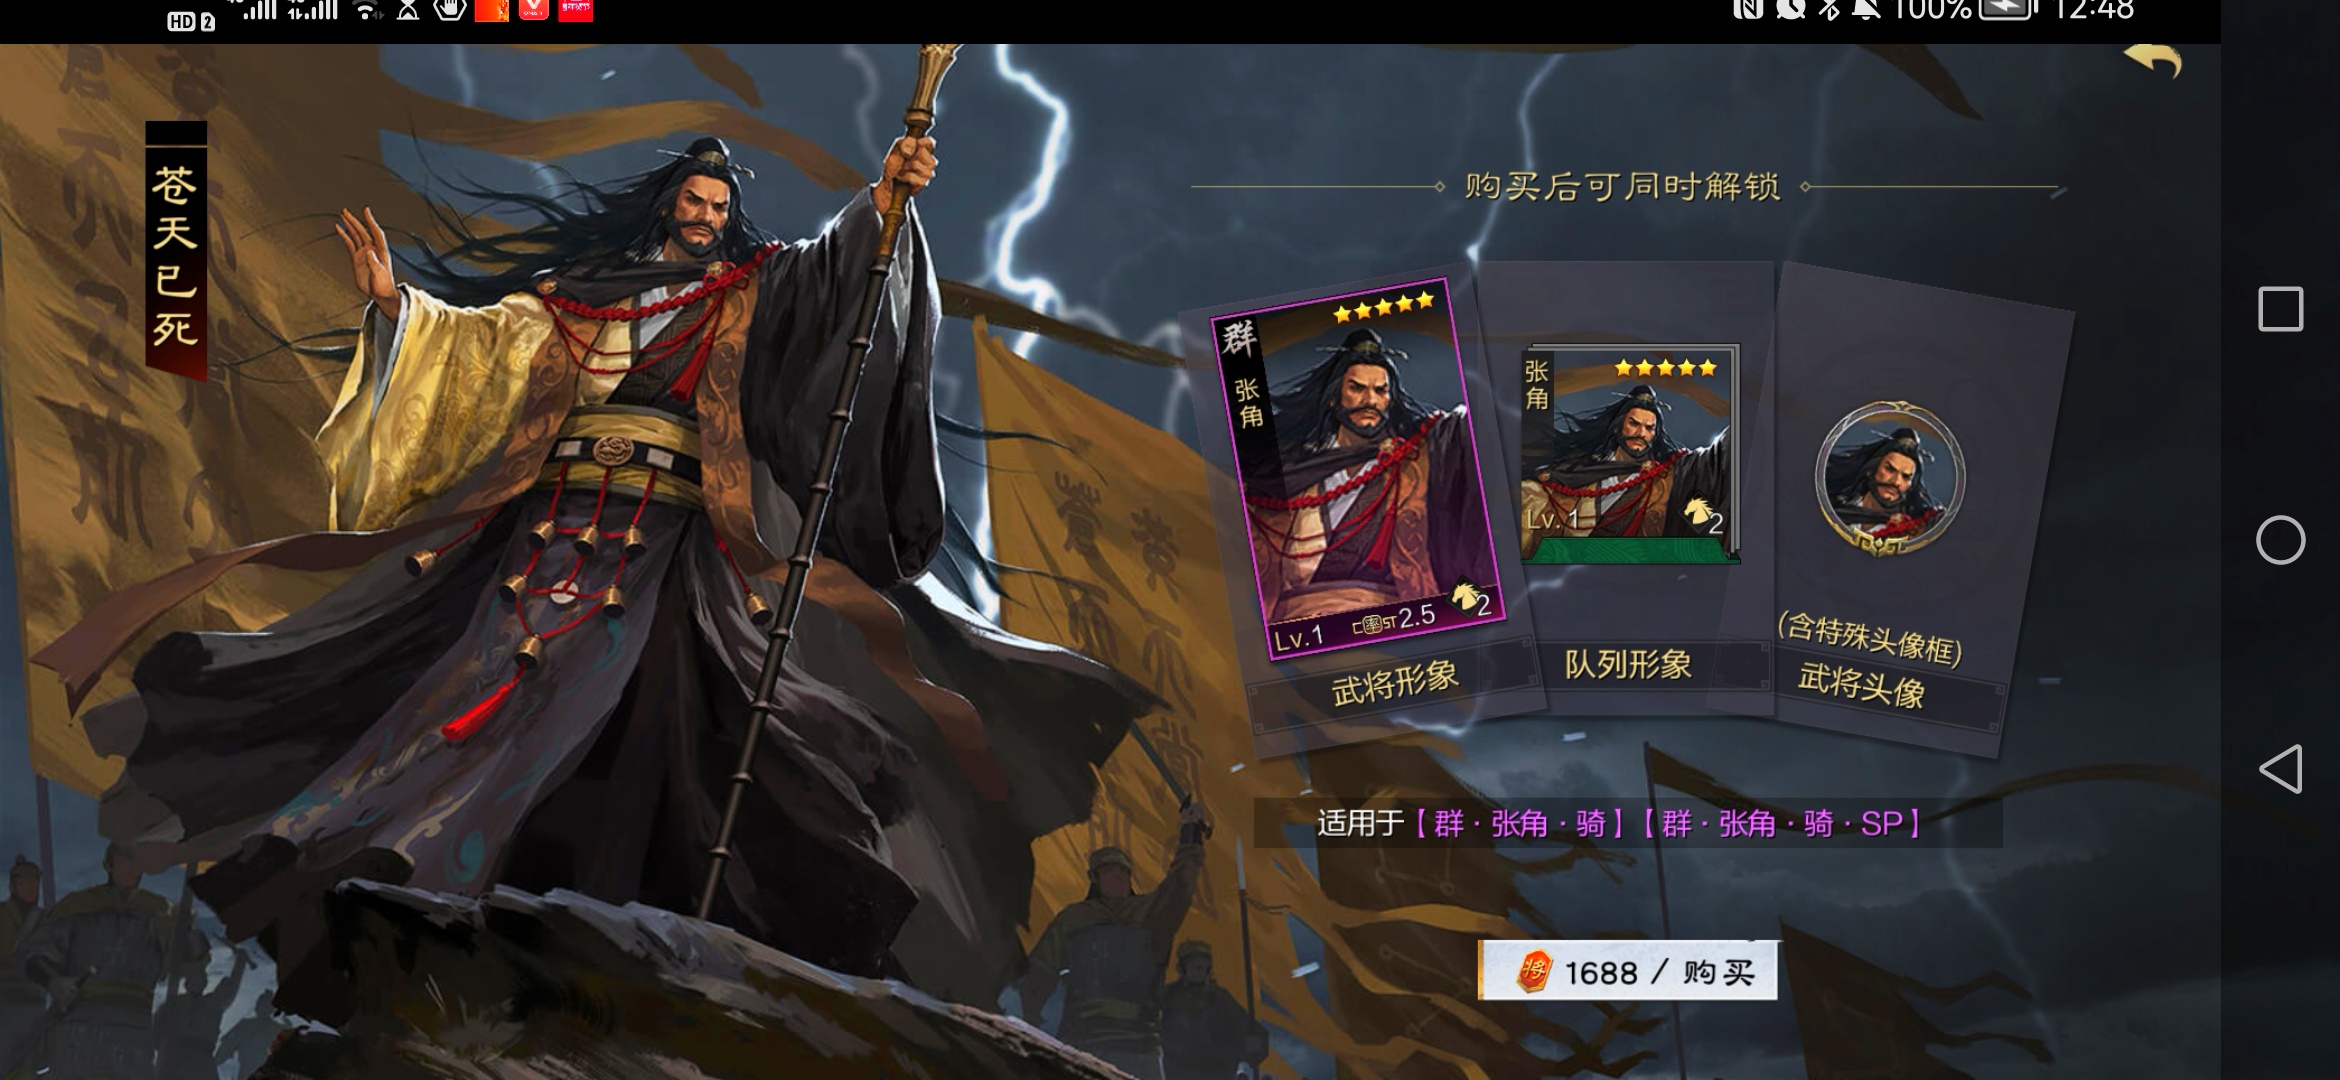 HD 2
100% 12:48
苍天已死
购买后可同时解锁
群
张角
Lv.1
2.5
2
武将形象
张角
Lv.1
2
队列形象
(含特殊头像框)
武将头像
适用于【群·张角·骑】【群·张角·骑·SP】
将 1688 / 购买